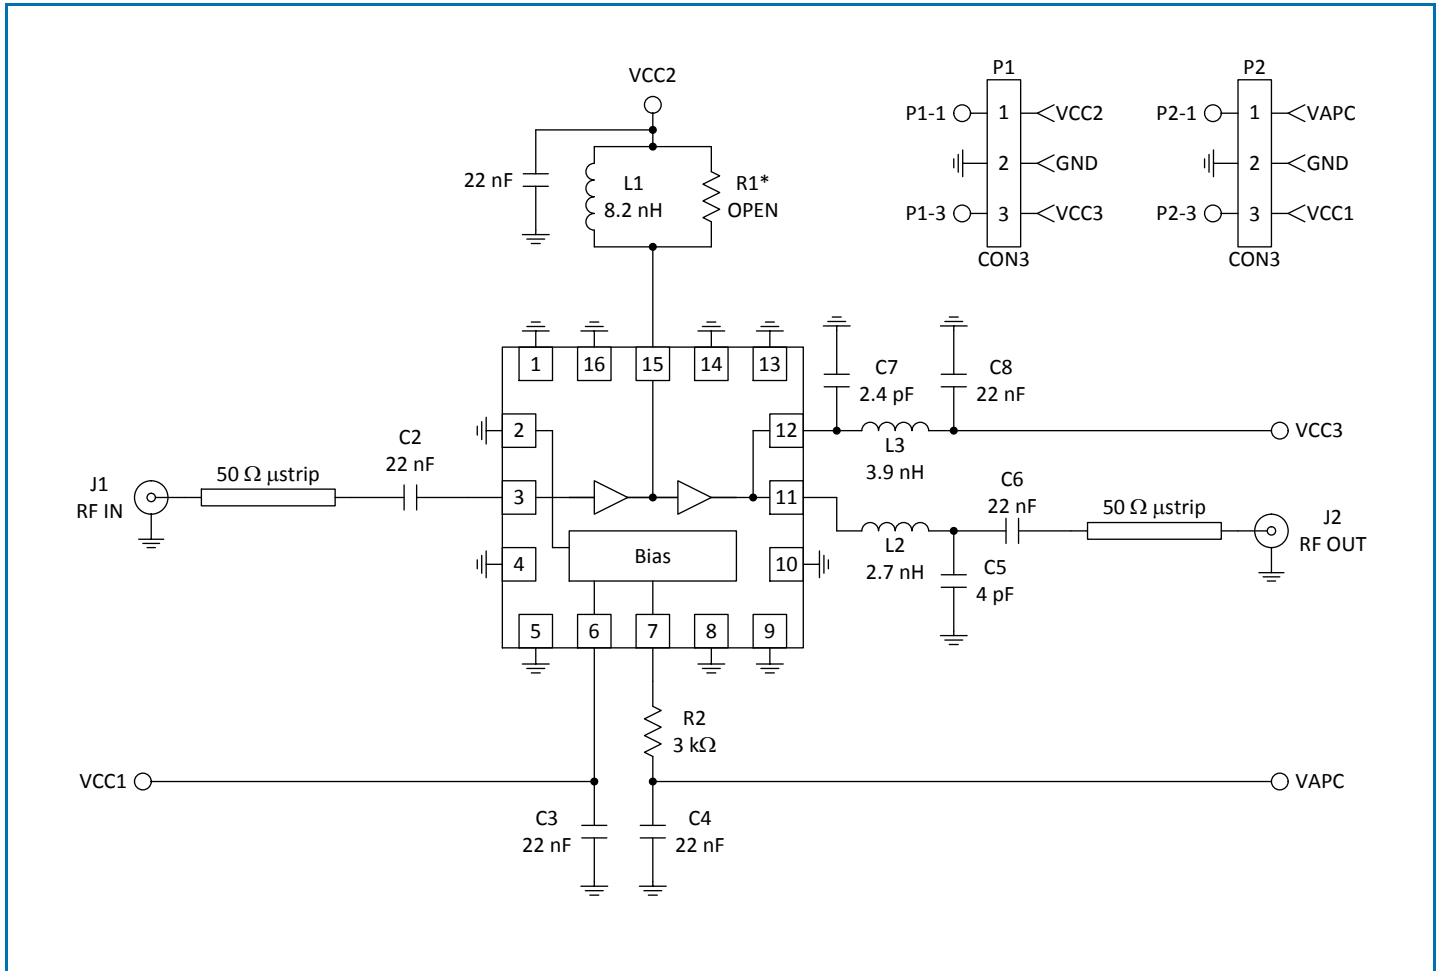 VCC2
22 nF
L1
8.2 nH
R1*
OPEN
P1
P1-1
1
VCC2
2
GND
P1-3
3
VCC3
CON3
P2
P2-1
1
VAPC
2
GND
P2-3
3
VCC1
CON3
1
16
15
14
13
C7
2.4 pF
C8
22 nF
2
12
L3
3.9 nH
VCC3
J1
RF IN
50 Ω μstrip
C2
22 nF
3
11
L2
2.7 nH
C6
22 nF
50 Ω μstrip
J2
RF OUT
C5
4 pF
4
Bias
10
5
6
7
8
9
R2
3 kΩ
VCC1
VAPC
C3
22 nF
C4
22 nF